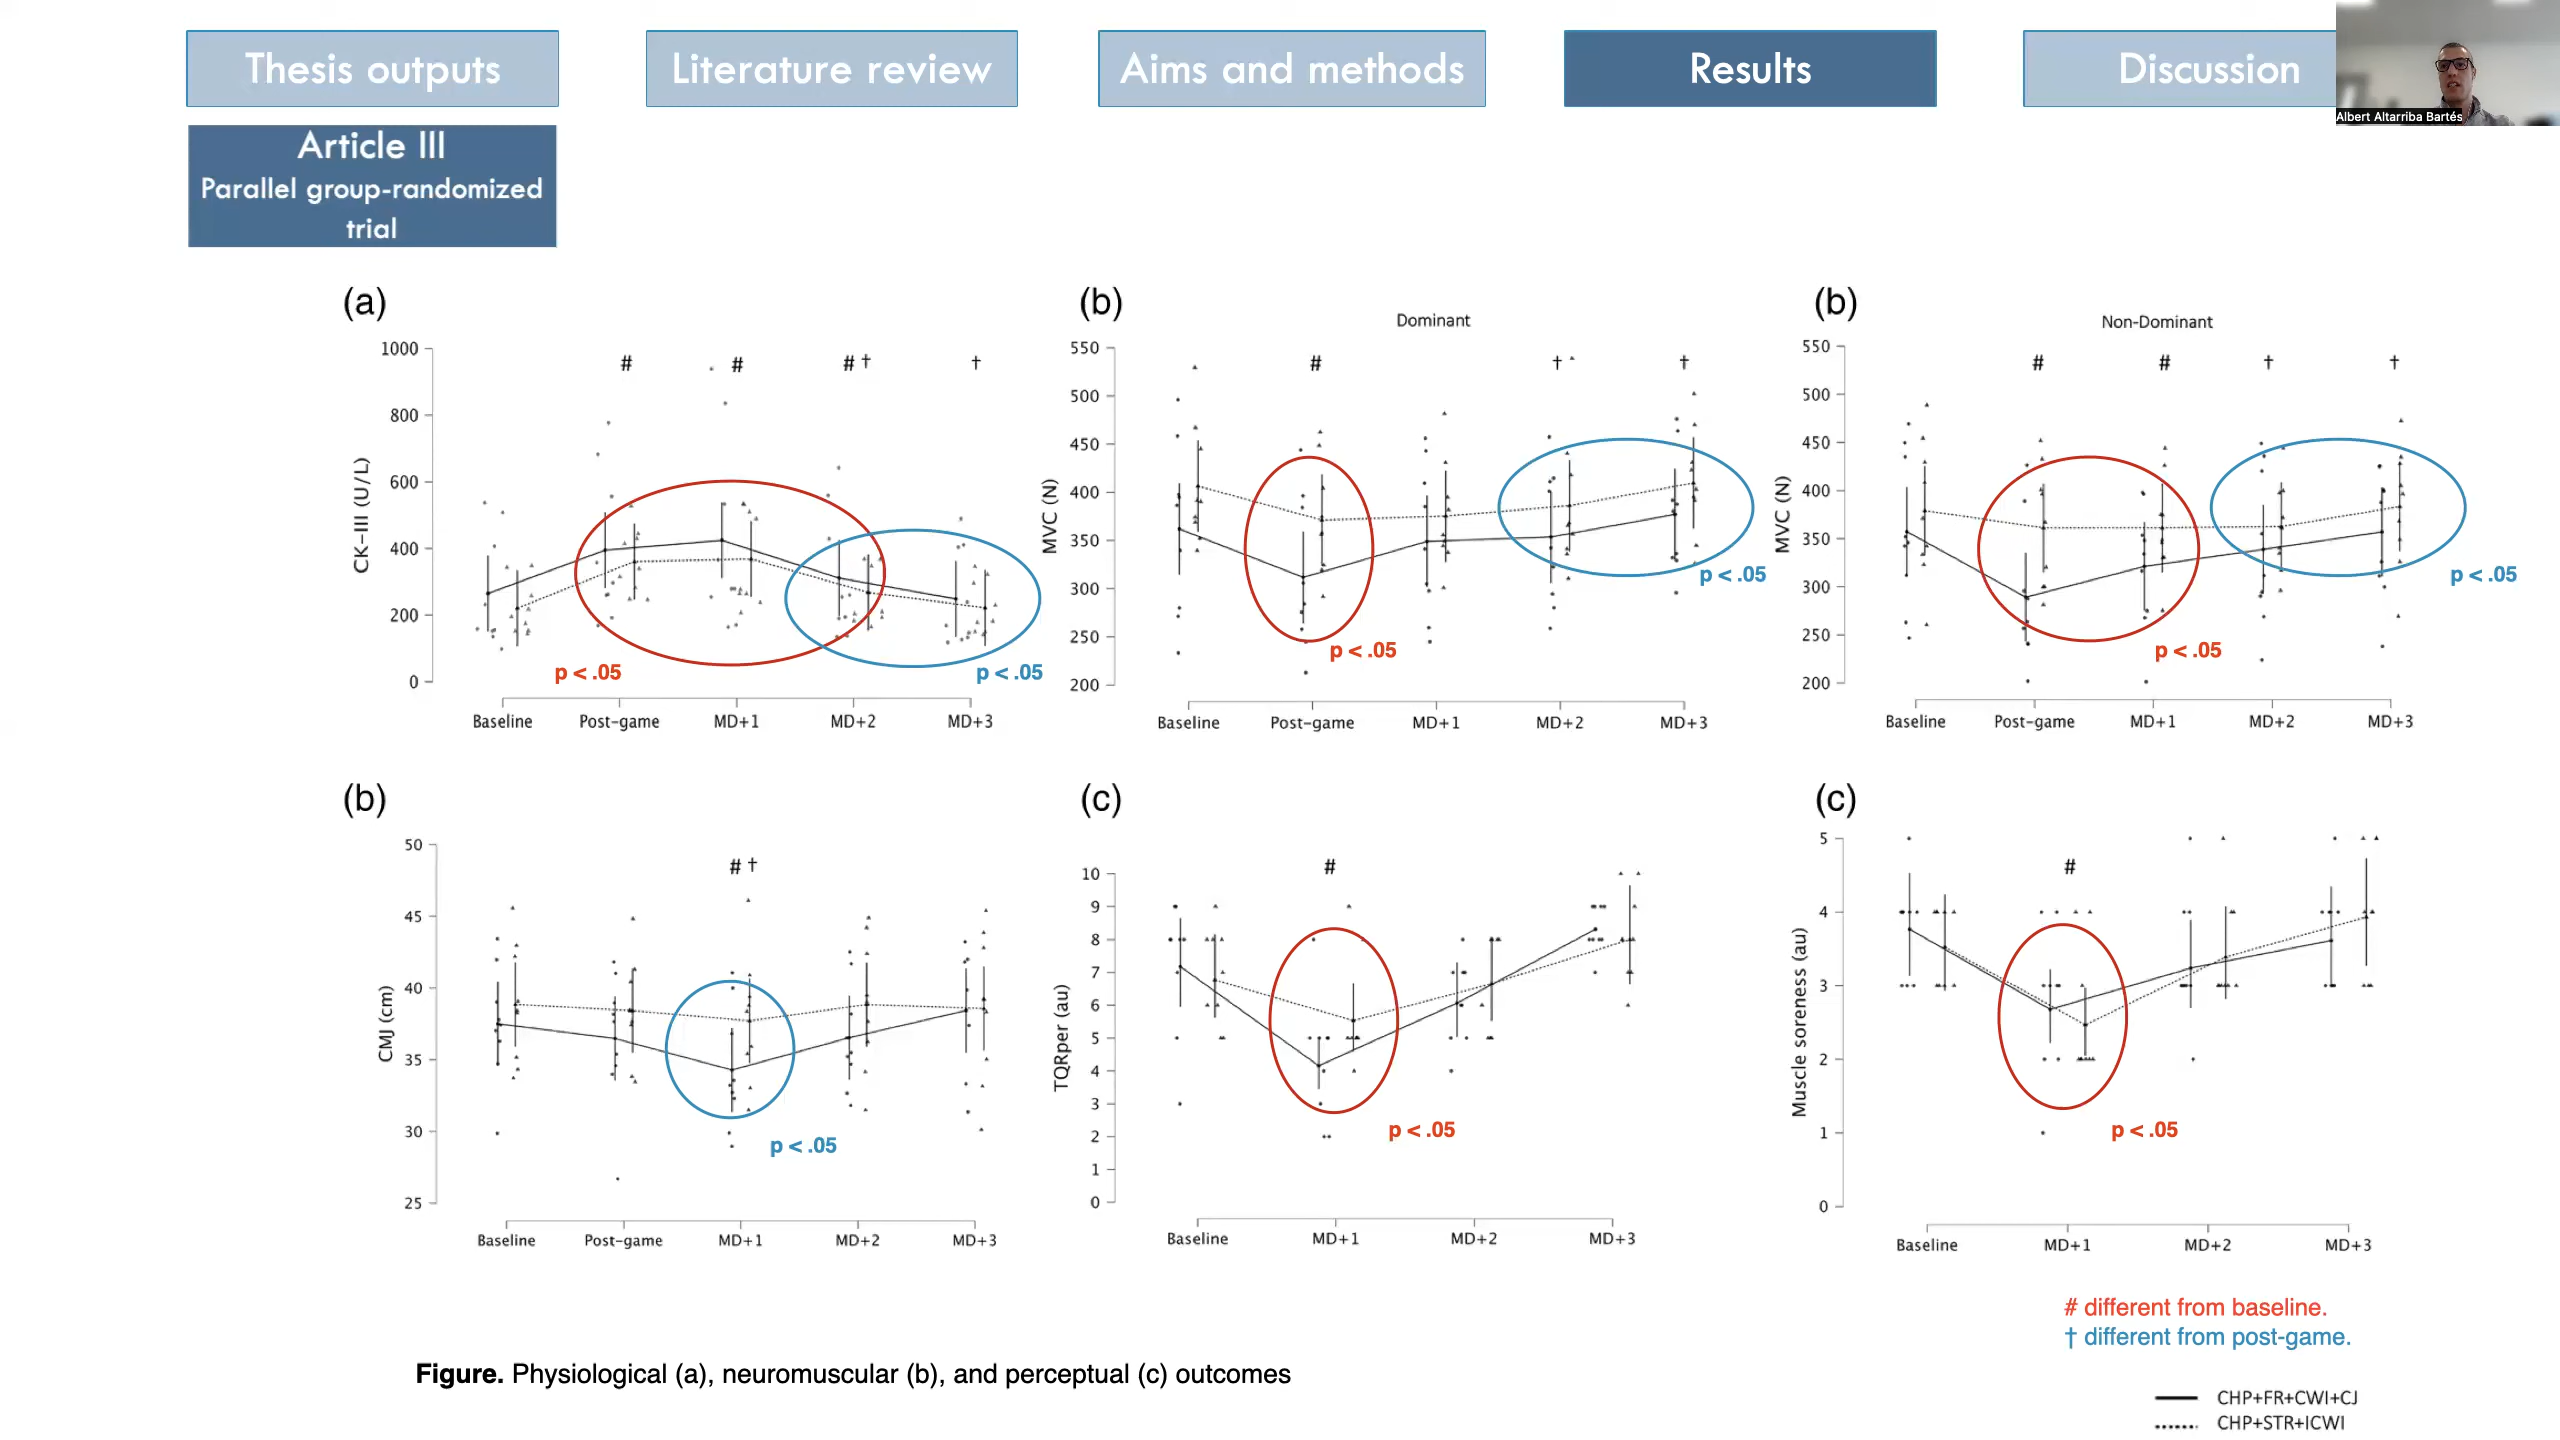 Thesis outputs
Literature review
Aims and methods
Results
Discussion
Albert Altarriba Bartés
Article III
Parallel group-randomized
trial
(a)
# # # † †
CK-III (U/L)
1000
800
600
400
200
0
p < .05
p < .05
Baseline Post-game MD+1 MD+2 MD+3
(b)
Dominant
# † †
MVC (N)
550
500
450
400
350
300
250
200
p < .05
p < .05
Baseline Post-game MD+1 MD+2 MD+3
(b)
Non-Dominant
# # † †
MVC (N)
550
500
450
400
350
300
250
200
p < .05
p < .05
Baseline Post-game MD+1 MD+2 MD+3
(b)
# †
CMJ (cm)
50
45
40
35
30
25
p < .05
Baseline Post-game MD+1 MD+2 MD+3
(c)
#
TQRper (au)
10
9
8
7
6
5
4
3
2
1
0
p < .05
Baseline MD+1 MD+2 MD+3
(c)
#
Muscle soreness (au)
5
4
3
2
1
0
p < .05
Baseline MD+1 MD+2 MD+3
# different from baseline.
† different from post-game.
Figure. Physiological (a), neuromuscular (b), and perceptual (c) outcomes
CHP+FR+CWI+CJ
CHP+STR+ICWI